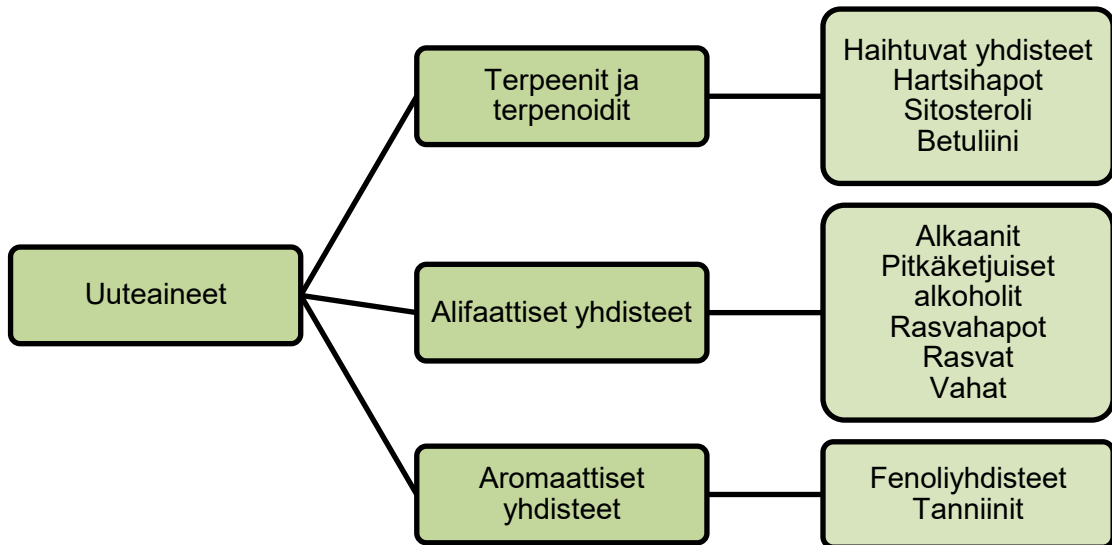 Uuteaineet
Terpeenit ja
terpenoidit
Haihtuvat yhdisteet
Hartsihapot
Sitosteroli
Betuliini
Alifaattiset yhdisteet
Alkaanit
Pitkäketjuiset
alkoholit
Rasvahapot
Rasvat
Vahat
Aromaattiset
yhdisteet
Fenoliyhdisteet
Tanniinit